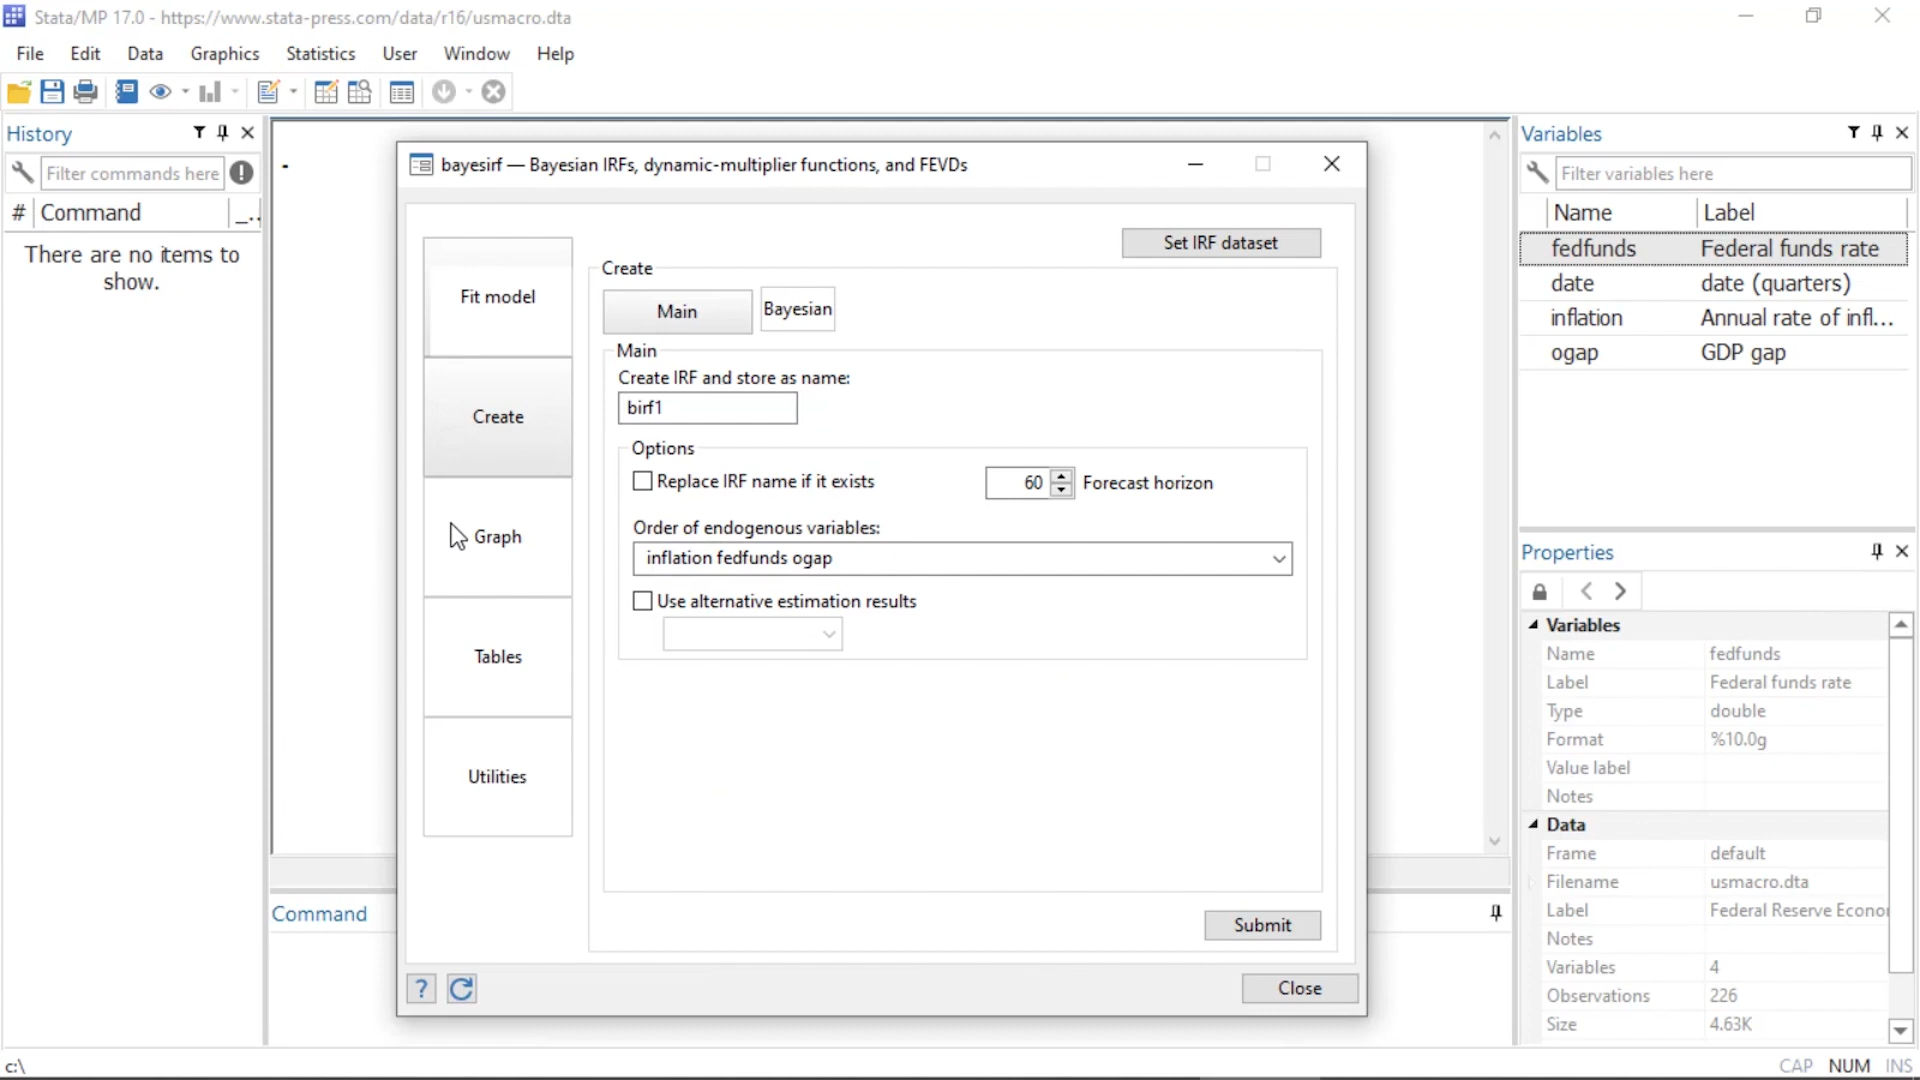 Stata/MP 17.0 - https://www.stata-press.com/data/r16/usmacro.dta
File Edit Data Graphics Statistics User Window Help
History
Filter commands here
# Command _..
There are no items to
show.
-
bayesirf — Bayesian IRFs, dynamic-multiplier functions, and FEVDs
Set IRF dataset
Fit model
Create
Graph
Tables
Utilities
Create
Main Bayesian
Main
Create IRF and store as name:
birf1
Options
Replace IRF name if it exists 60 Forecast horizon
Order of endogenous variables:
inflation fedfunds ogap
Use alternative estimation results
Submit
? Close
Command
Variables
Filter variables here
Name Label
fedfunds Federal funds rate
date date (quarters)
inflation Annual rate of infl...
ogap GDP gap
Properties
Variables
Name fedfunds
Label Federal funds rate
Type double
Format %10.0g
Value label
Notes
Data
Frame default
Filename usmacro.dta
Label Federal Reserve Econo
Notes
Variables 4
Observations 226
Size 4.63K
c:\ CAP NUM INS